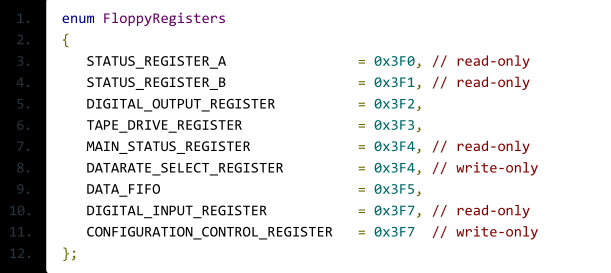 1. enum FloppyRegisters
2. {
3. STATUS_REGISTER_A = 0x3F0, // read-only
4. STATUS_REGISTER_B = 0x3F1, // read-only
5. DIGITAL_OUTPUT_REGISTER = 0x3F2,
6. TAPE_DRIVE_REGISTER = 0x3F3,
7. MAIN_STATUS_REGISTER = 0x3F4, // read-only
8. DATARATE_SELECT_REGISTER = 0x3F4, // write-only
9. DATA_FIFO = 0x3F5,
10. DIGITAL_INPUT_REGISTER = 0x3F7, // read-only
11. CONFIGURATION_CONTROL_REGISTER = 0x3F7 // write-only
12. };